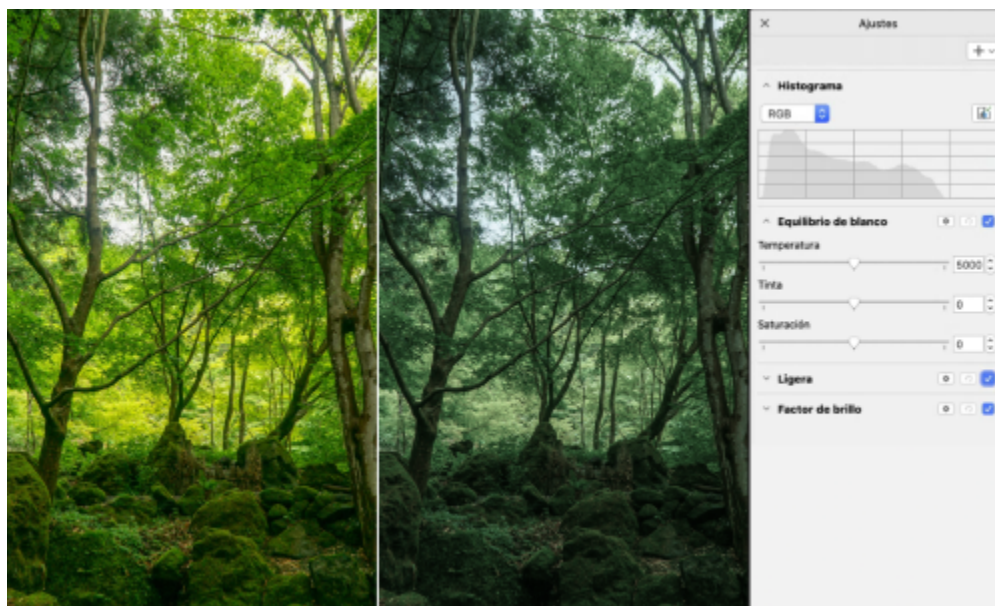 Ajustes
Histograma
RGB
Equilibrio de blanco
Temperatura
5000
Tinta
0
Saturación
0
Ligera
Factor de brillo